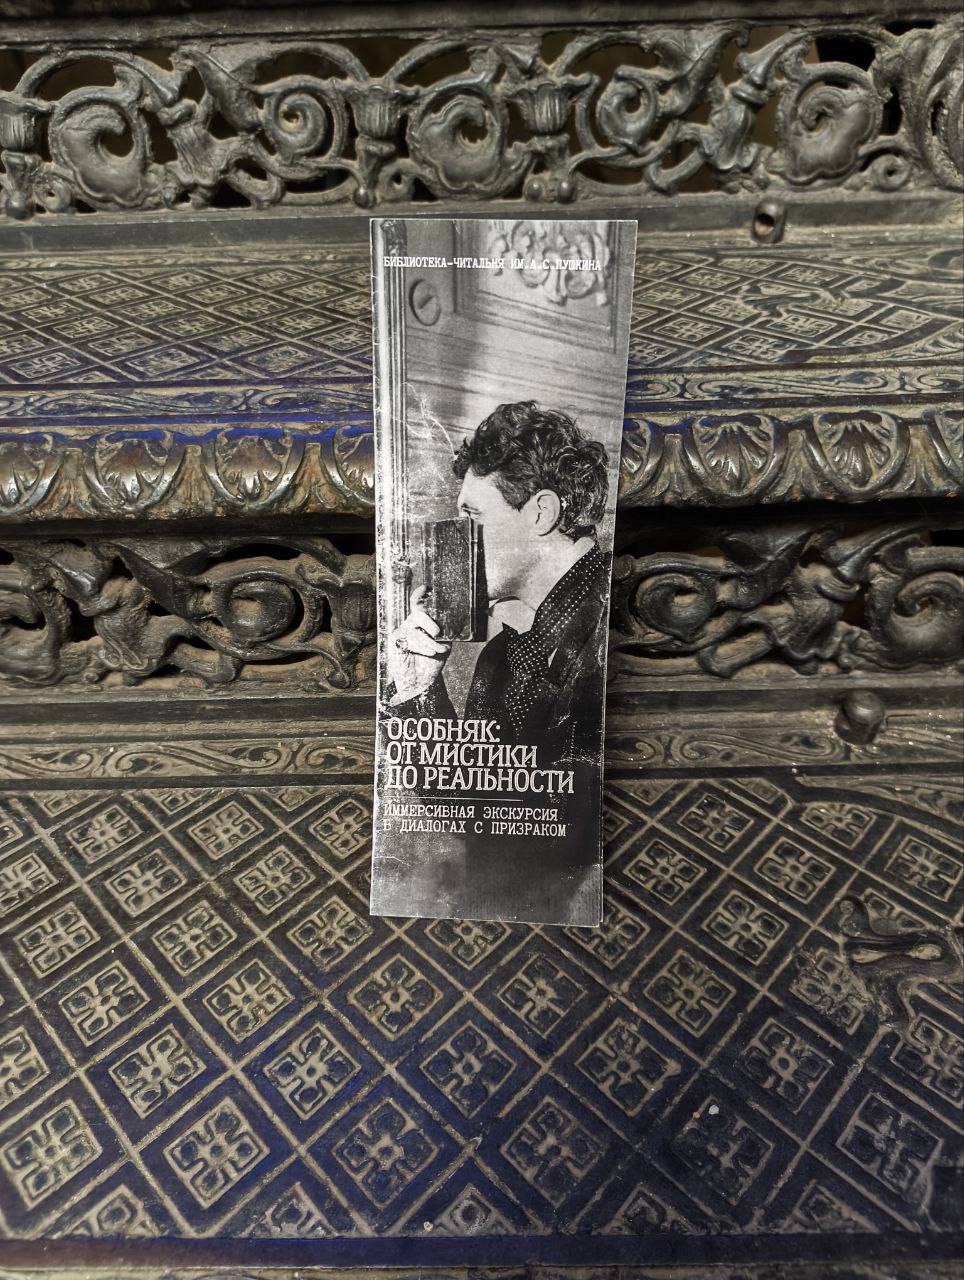 БИБЛИОТЕКА-ЧИТАЛЬНЯ ИМ.А.С.ПУШКИНА
ОСОБНЯК:
ОТ МИСТИКИ
ДО РЕАЛЬНОСТИ
ИММЕРСИВНАЯ ЭКСКУРСИЯ
В ДИАЛОГАХ С ПРИЗРАКОМ